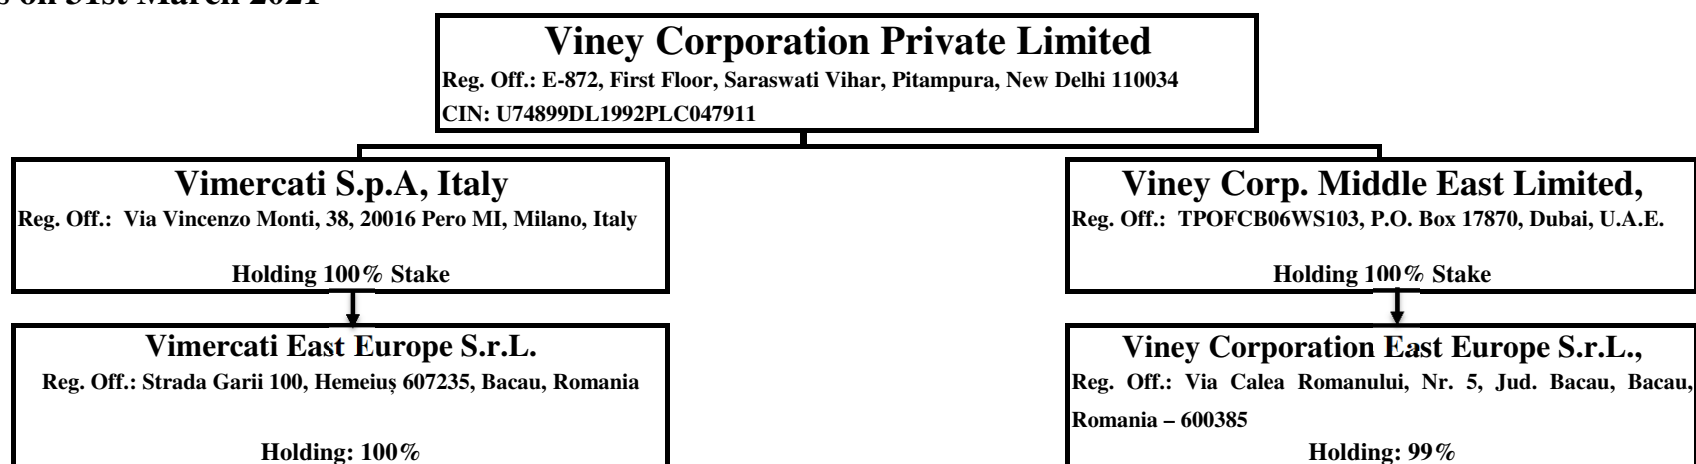 s on 31st March 2021
Viney Corporation Private Limited
Reg. Off.: E-872, First Floor, Saraswati Vihar, Pitampura, New Delhi 110034
CIN: U74899DL1992PLC047911
Vimercati S.p.A, Italy
Reg. Off.: Via Vincenzo Monti, 38, 20016 Pero MI, Milano, Italy
Holding 100% Stake
Viney Corp. Middle East Limited,
Reg. Off.: TPOFCB06WS103, P.O. Box 17870, Dubai, U.A.E.
Holding 100% Stake
Vimercati East Europe S.r.L.
Reg. Off.: Strada Garii 100, Hemeiuș 607235, Bacau, Romania
Holding: 100%
Viney Corporation East Europe S.r.L.,
Reg. Off.: Via Calea Romanului, Nr. 5, Jud. Bacau, Bacau,
Romania – 600385
Holding: 99%